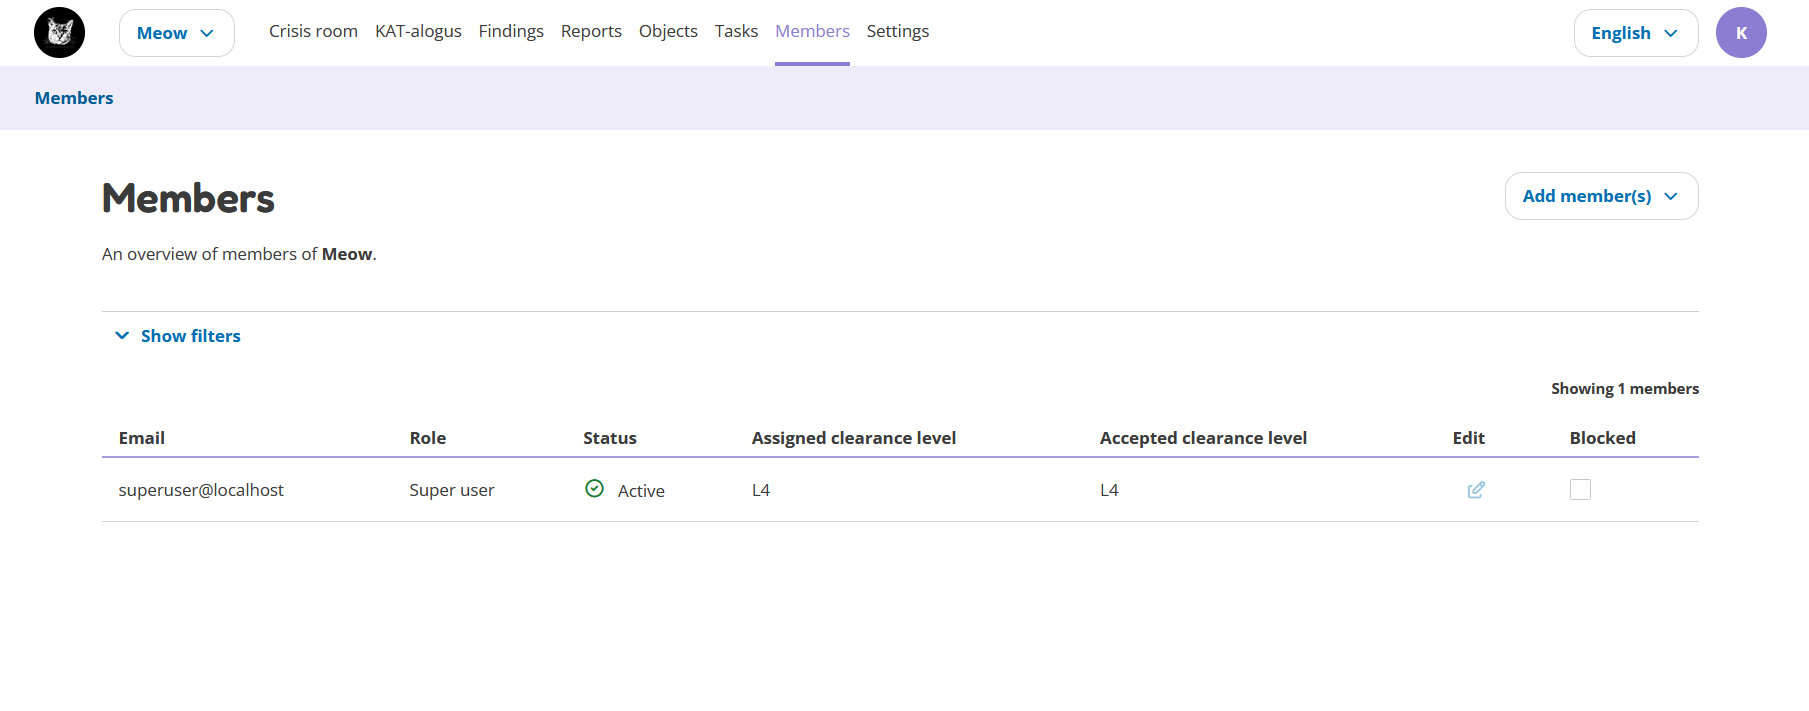 Meow
Crisis room KAT-alogus Findings Reports Objects Tasks Members Settings
English
K
Members
Members
Add member(s)
An overview of members of Meow.
Show filters
Showing 1 members
Email Role Status Assigned clearance level Accepted clearance level Edit Blocked
superuser@localhost Super user Active L4 L4